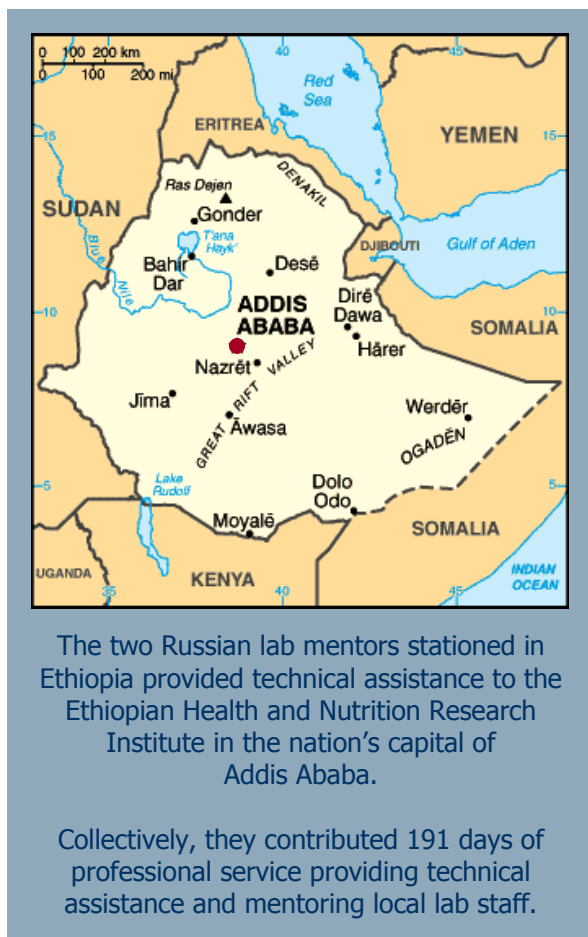 0 100 200 km
0 100 200 mi
40
45
Red
Sea
ERITREA
YEMEN
15
15
Ras Dejen
DENAKIL
SUDAN
Gonder
T'ana
Hayk'
DJIBOUTI
Gulf of Aden
Blue Nile
Bahir
Dar
Desē
ADDIS
ABABA
Dirē
Dawa
10
10
SOMALIA
Hārer
Nazrēt
GREAT RIFT VALLEY
Jīma
Āwasa
Werdēr
OGADĒN
Lake
Rudolf
Dolo
Odo
5
5
Moyalē
SOMALIA
UGANDA
35
KENYA
40
45
INDIAN
OCEAN
The two Russian lab mentors stationed in
Ethiopia provided technical assistance to the
Ethiopian Health and Nutrition Research
Institute in the nation’s capital of
Addis Ababa.
Collectively, they contributed 191 days of
professional service providing technical
assistance and mentoring local lab staff.